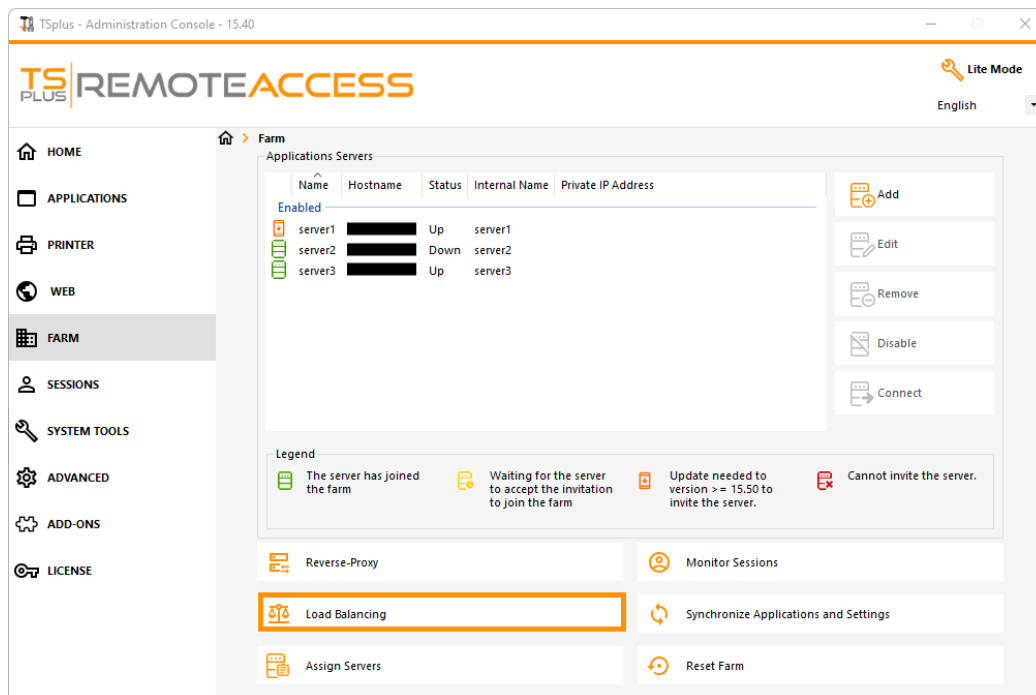 TSplus - Administration Console - 15.40
TS PLUS REMOTEACCESS
Lite Mode
English
HOME
APPLICATIONS
PRINTER
WEB
FARM
SESSIONS
SYSTEM TOOLS
ADVANCED
ADD-ONS
LICENSE
Farm
Applications Servers
Name Hostname Status Internal Name Private IP Address
Enabled
server1 Up server1
server2 Down server2
server3 Up server3
Add
Edit
Remove
Disable
Connect
Legend
The server has joined
the farm
Waiting for the server
to accept the invitation
to join the farm
Update needed to
version >= 15.50 to
invite the server.
Cannot invite the server.
Reverse-Proxy
Monitor Sessions
Load Balancing
Synchronize Applications and Settings
Assign Servers
Reset Farm